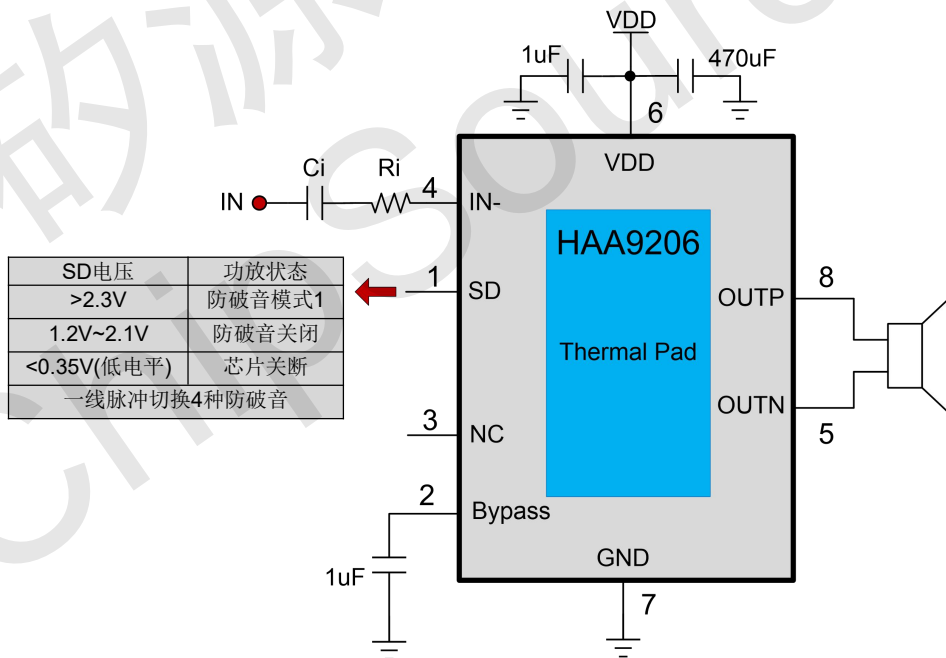 VDD
1uF
470uF
6
VDD
Ci
Ri
IN
4
IN-
HAA9206
SD电压 功放状态
>2.3V 防破音模式1
1.2V~2.1V 防破音关闭
<0.35V(低电平) 芯片关断
一线脉冲切换4种防破音
1
SD
8
OUTP
Thermal Pad
OUTN
5
3
NC
2
Bypass
1uF
GND
7
矽源
ChipSource